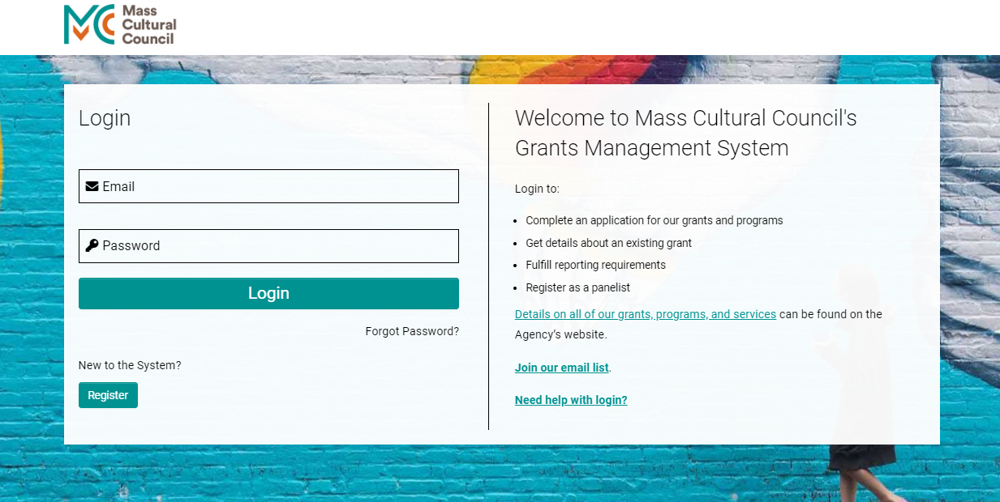 Mass
Cultural
Council
Login
Email
Password
Login
Forgot Password?
New to the System?
Register
Welcome to Mass Cultural Council's
Grants Management System
Login to:
Complete an application for our grants and programs
Get details about an existing grant
Fulfill reporting requirements
Register as a panelist
Details on all of our grants, programs, and services can be found on the
Agency’s website.
Join our email list.
Need help with login?